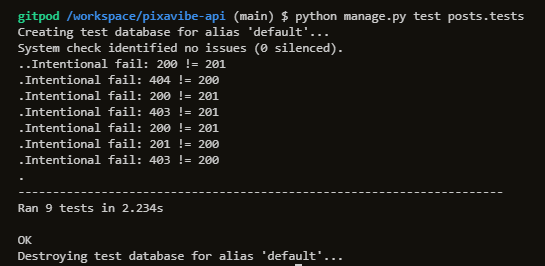 gitpod /workspace/pixavibe-api (main) $ python manage.py test posts.tests
Creating test database for alias 'default'...
System check identified no issues (0 silenced).
..Intentional fail: 200 != 201
.Intentional fail: 404 != 200
.Intentional fail: 200 != 201
.Intentional fail: 403 != 201
.Intentional fail: 200 != 201
.Intentional fail: 201 != 200
.Intentional fail: 403 != 200
.
----------------------------------------------------------------------
Ran 9 tests in 2.234s
OK
Destroying test database for alias 'default'...